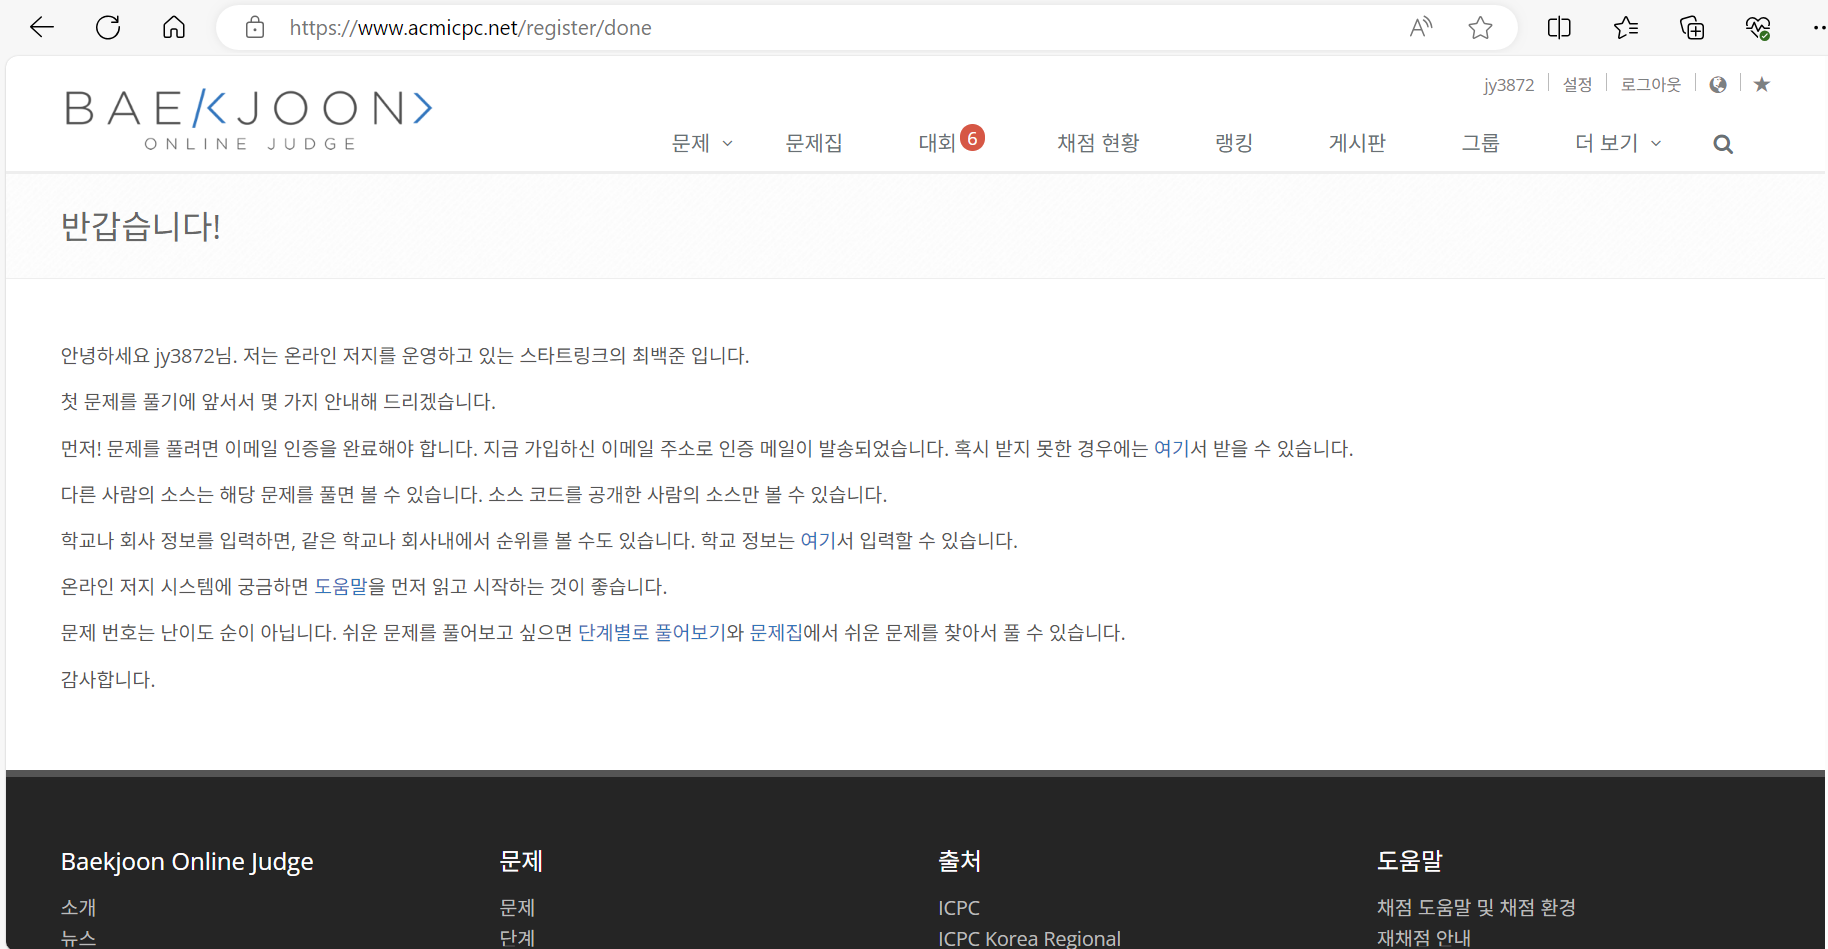 https://www.acmicpc.net/register/done
jy3872 설정 로그아웃
BAEKJOON>
ONLINE JUDGE
문제 문제집 대회 6 채점 현황 랭킹 게시판 그룹 더 보기
반갑습니다!
안녕하세요 jy3872님. 저는 온라인 저지를 운영하고 있는 스타트링크의 최백준 입니다.
첫 문제를 풀기에 앞서서 몇 가지 안내해 드리겠습니다.
먼저! 문제를 풀려면 이메일 인증을 완료해야 합니다. 지금 가입하신 이메일 주소로 인증 메일이 발송되었습니다. 혹시 받지 못한 경우에는 여기서 받을 수 있습니다.
다른 사람의 소스는 해당 문제를 풀면 볼 수 있습니다. 소스 코드를 공개한 사람의 소스만 볼 수 있습니다.
학교나 회사 정보를 입력하면, 같은 학교나 회사내에서 순위를 볼 수도 있습니다. 학교 정보는 여기서 입력할 수 있습니다.
온라인 저지 시스템에 궁금하면 도움말을 먼저 읽고 시작하는 것이 좋습니다.
문제 번호는 난이도 순이 아닙니다. 쉬운 문제를 풀어보고 싶으면 단계별로 풀어보기와 문제집에서 쉬운 문제를 찾아서 풀 수 있습니다.
감사합니다.
Baekjoon Online Judge
소개
뉴스
문제
문제
단계
출처
ICPC
ICPC Korea Regional
도움말
채점 도움말 및 채점 환경
재채점 안내